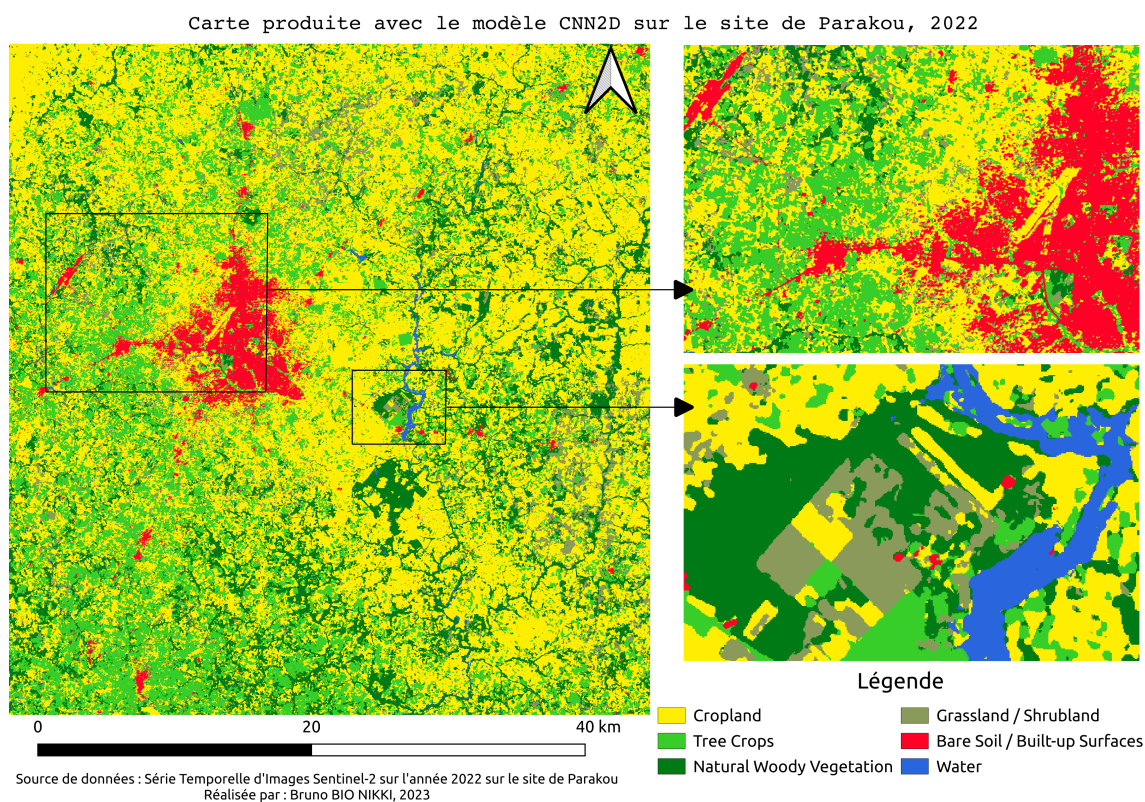 Carte produite avec le modèle CNN2D sur le site de Parakou, 2022
0 20 40 km
Source de données : Série Temporelle d'Images Sentinel-2 sur l'année 2022 sur le site de Parakou
Réalisée par : Bruno BIO NIKKI, 2023
Légende
Cropland
Tree Crops
Natural Woody Vegetation
Grassland / Shrubland
Bare Soil / Built-up Surfaces
Water